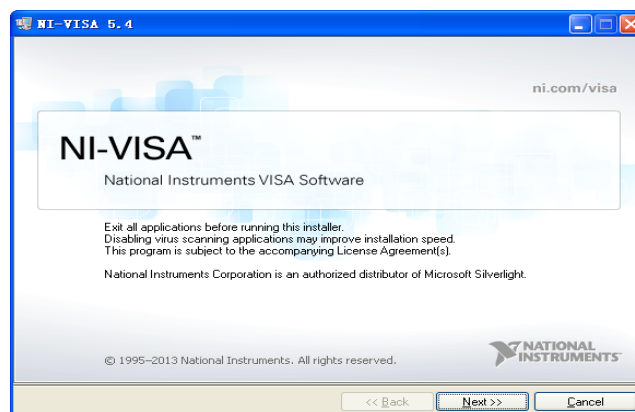 NI-VISA 5.4
ni.com/visa
NI-VISA™
National Instruments VISA Software
Exit all applications before running this installer.
Disabling virus scanning applications may improve installation speed.
This program is subject to the accompanying License Agreement(s).
National Instruments Corporation is an authorized distributor of Microsoft Silverlight.
© 1995–2013 National Instruments. All rights reserved.
NATIONAL
INSTRUMENTS™
<< Back Next >> Cancel